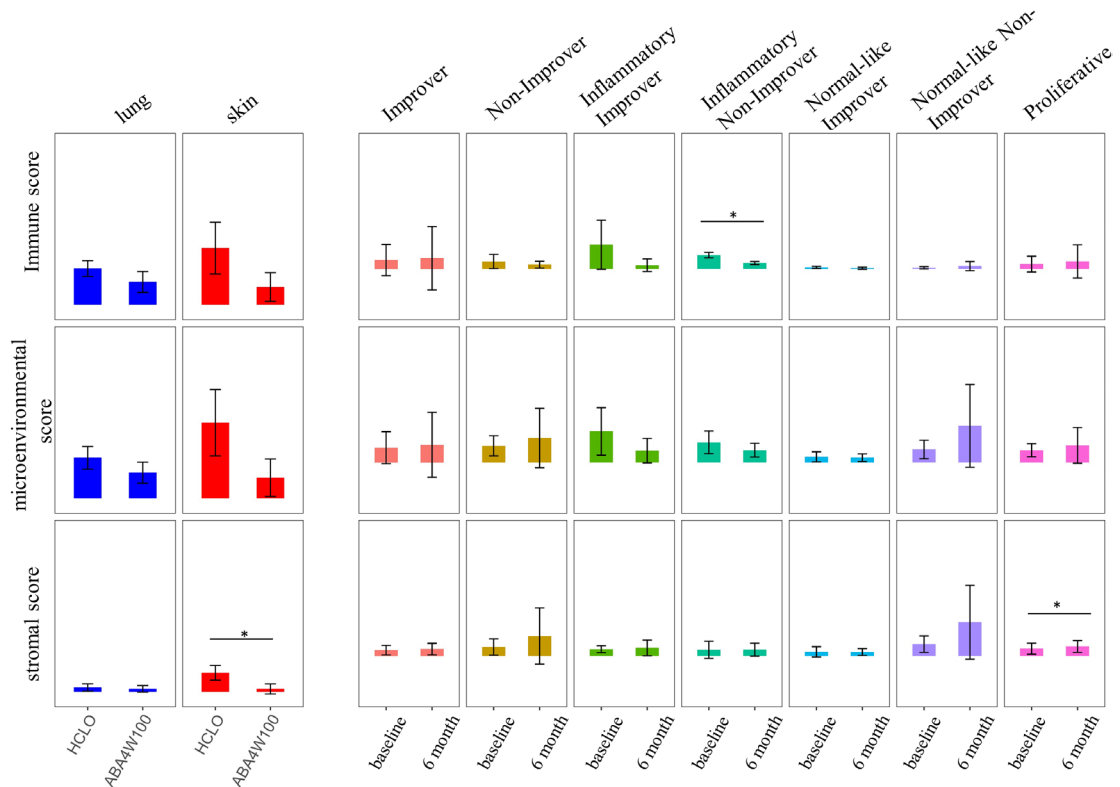 lung
skin
Improver
Non-Improver
Inflammatory
Improver
Inflammatory
Non-Improver
Normal-like
Improver
Normal-like Non-
Improver
Proliferative
Immune score
*
microenvironmental
score
stromal score
*
*
HCLO
ABA4W100
HCLO
ABA4W100
baseline
6 month
baseline
6 month
baseline
6 month
baseline
6 month
baseline
6 month
baseline
6 month
baseline
6 month